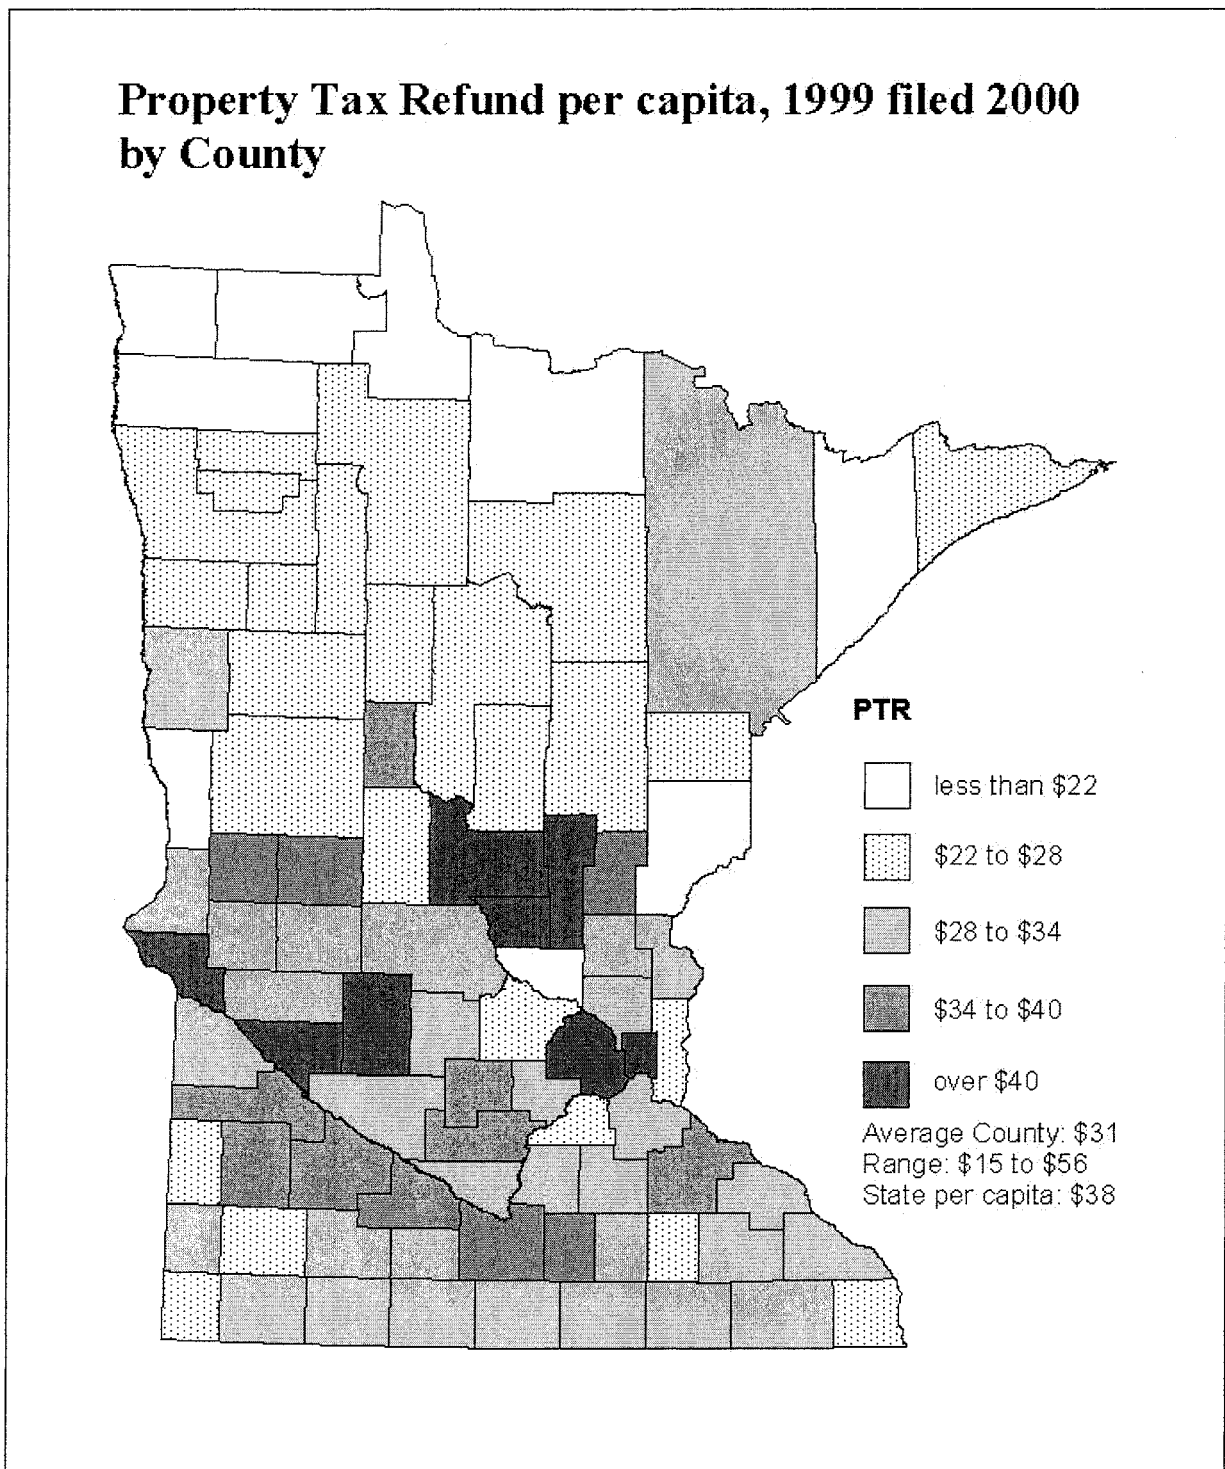 Property Tax Refund per capita, 1999 filed 2000
by County
PTR
less than $22
$22 to $28
$28 to $34
$34 to $40
over $40
Average County: $31
Range: $15 to $56
State per capita: $38